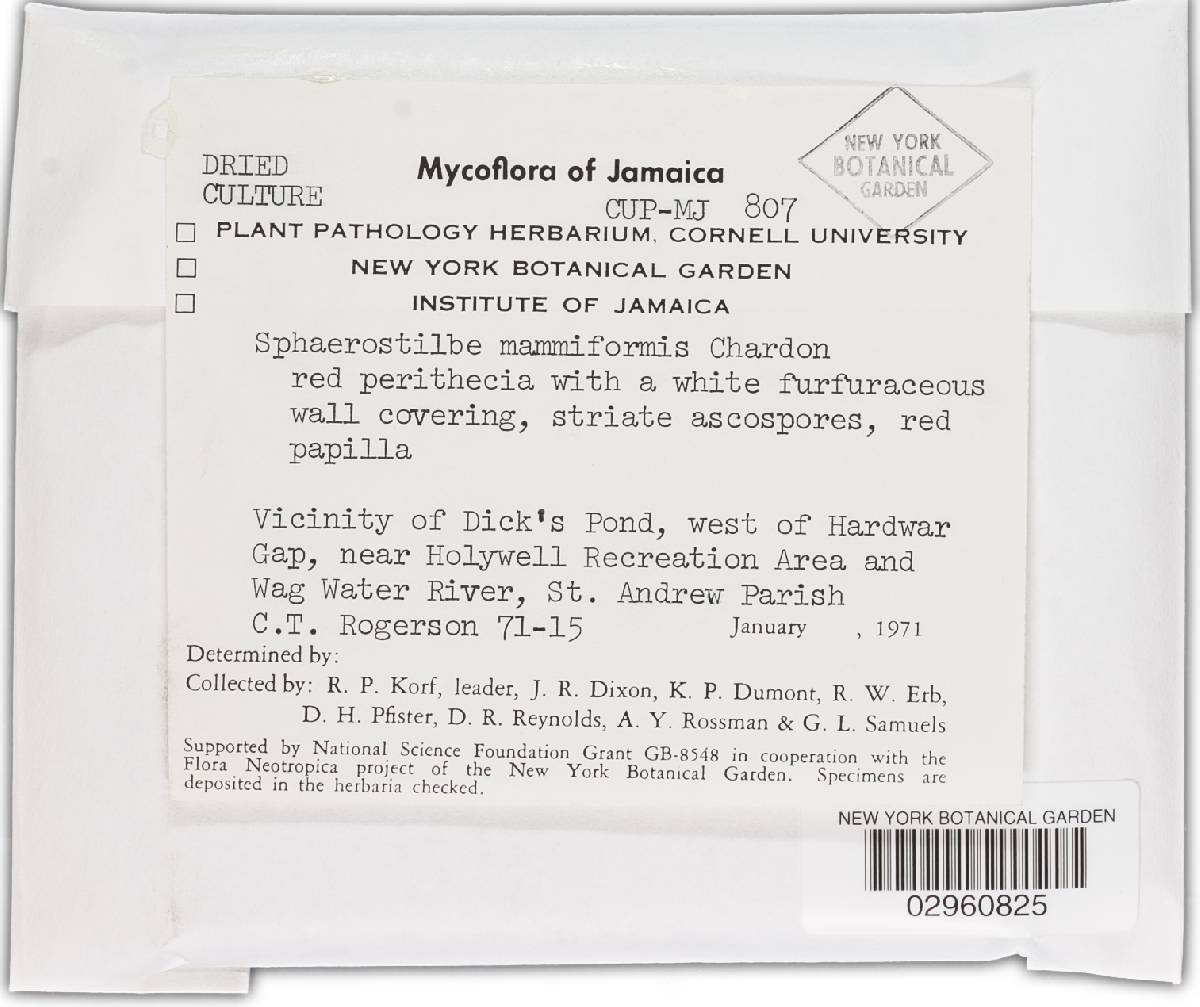 NEW YORK
BOTANICAL
GARDEN
DRIED
CULTURE
Mycoflora of Jamaica
CUP-MJ 807
PLANT PATHOLOGY HERBARIUM, CORNELL UNIVERSITY
NEW YORK BOTANICAL GARDEN
INSTITUTE OF JAMAICA
Sphaerostilbe mammiformis Chardon
red perithecia with a white furfuraceous
wall covering, striate ascospores, red
papilla
Vicinity of Dick's Pond, west of Hardwar
Gap, near Holywell Recreation Area and
Wag Water River, St. Andrew Parish
C.T. Rogerson 71-15 January , 1971
Determined by:
Collected by: R. P. Korf, leader, J. R. Dixon, K. P. Dumont, R. W. Erb,
D. H. Pfister, D. R. Reynolds, A. Y. Rossman & G. L. Samuels
Supported by National Science Foundation Grant GB-8548 in cooperation with the
Flora Neotropica project of the New York Botanical Garden. Specimens are
deposited in the herbaria checked.
NEW YORK BOTANICAL GARDEN
02960825